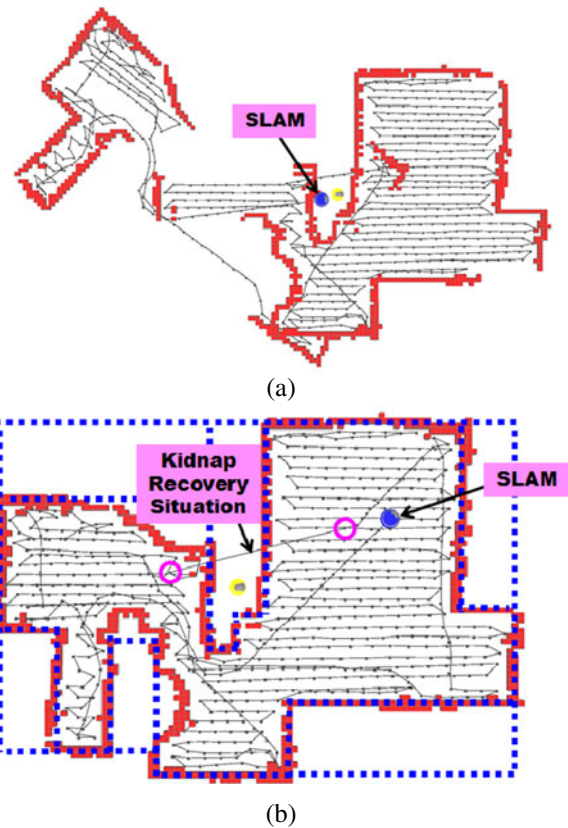 SLAM
(a)
Kidnap
Recovery
Situation
SLAM
(b)